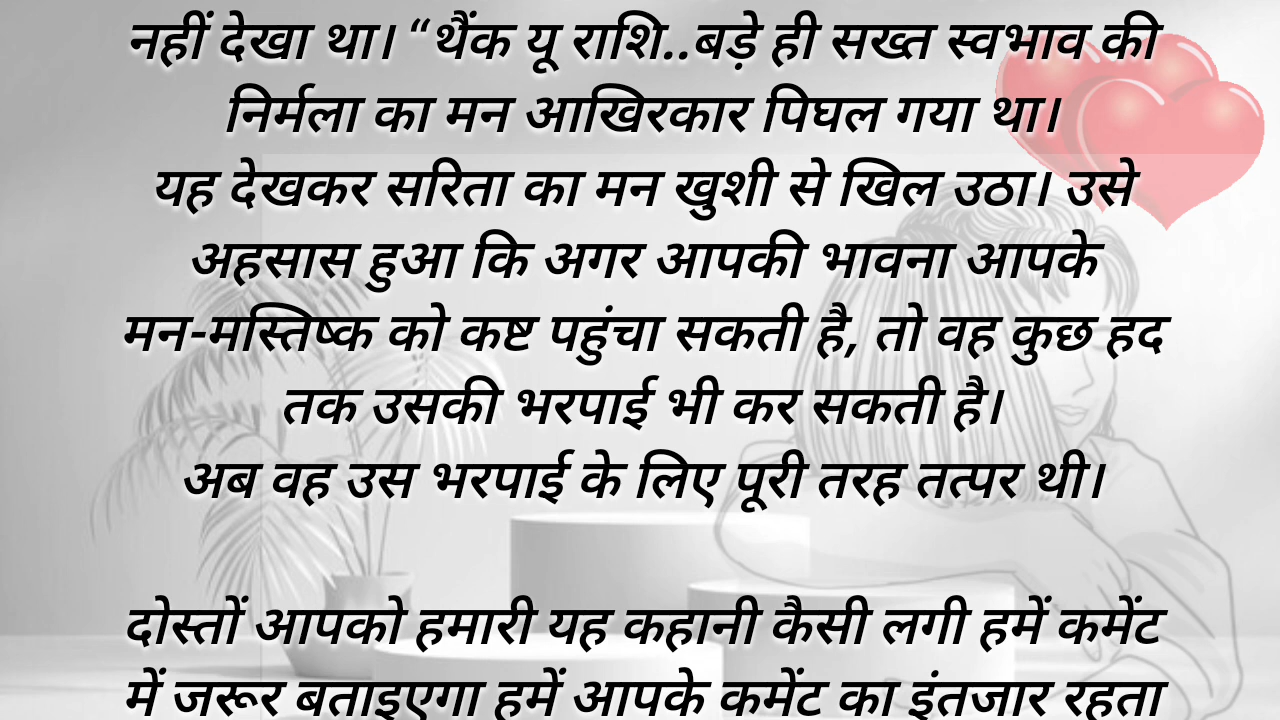 नहीं देखा था। “थैंक यू राशि..बड़े ही सख्त स्वभाव की
निर्मला का मन आखिरकार पिघल गया था।
यह देखकर सरिता का मन खुशी से खिल उठा। उसे
अहसास हुआ कि अगर आपकी भावना आपके
मन-मस्तिष्क को कष्ट पहुंचा सकती है, तो वह कुछ हद
तक उसकी भरपाई भी कर सकती है।
अब वह उस भरपाई के लिए पूरी तरह तत्पर थी।
दोस्तों आपको हमारी यह कहानी कैसी लगी हमें कमेंट
में जरूर बताइएगा हमें आपके कमेंट का इंतजार रहता